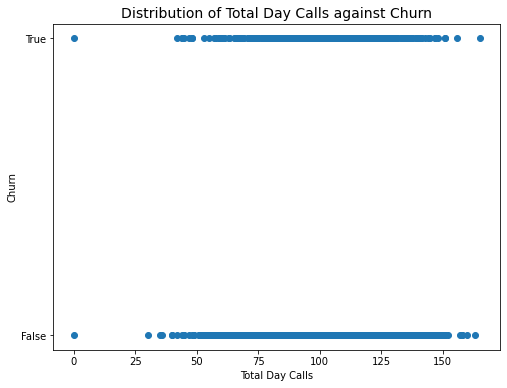 Distribution of Total Day Calls against Churn
True
Churn
False
0
25
50
75
100
125
150
Total Day Calls